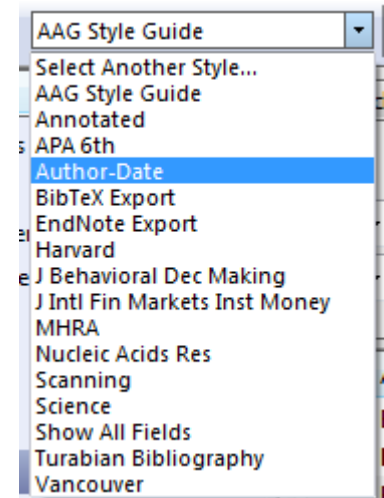 AAG Style Guide
Select Another Style...
AAG Style Guide
Annotated
APA 6th
Author-Date
BibTeX Export
EndNote Export
Harvard
J Behavioral Dec Making
J Intl Fin Markets Inst Money
MHRA
Nucleic Acids Res
Scanning
Science
Show All Fields
Turabian Bibliography
Vancouver